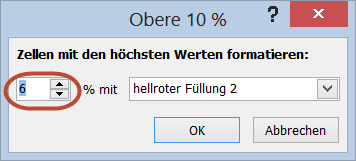 Obere 10 %
?
Zellen mit den höchsten Werten formatieren:
6 % mit hellroter Füllung 2
OK Abbrechen